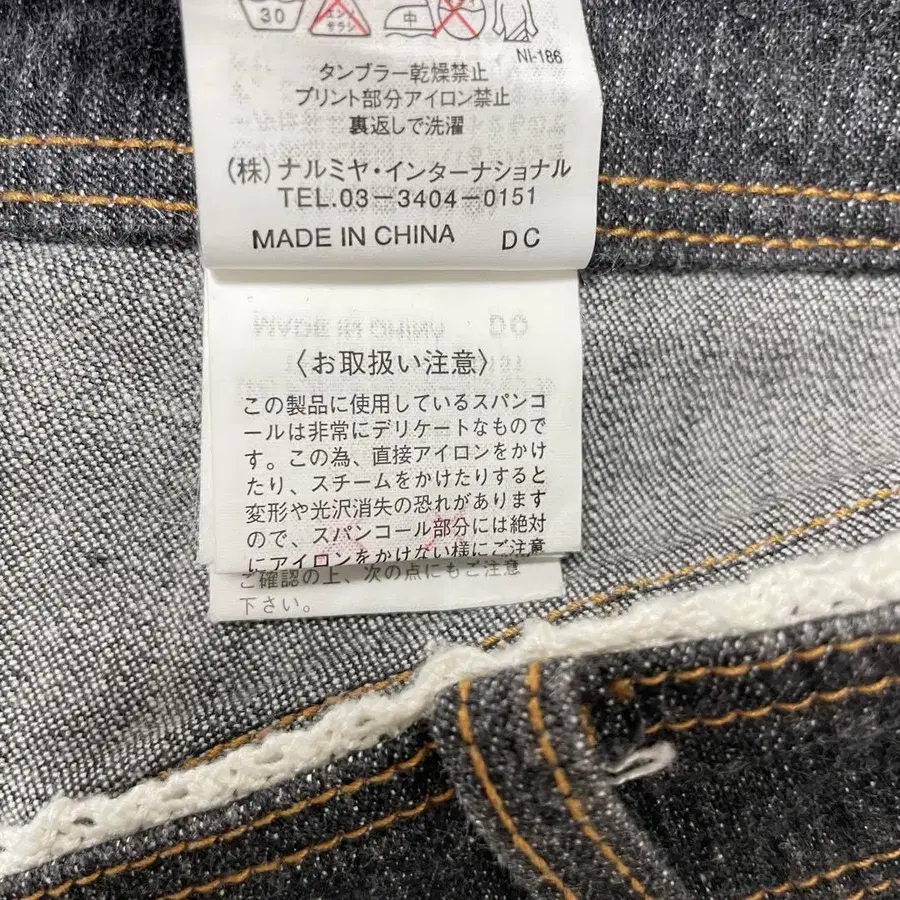 30
エンソ
サラシ
中
NI-186
タンブラー乾燥禁止
プリント部分アイロン禁止
裏返しで洗濯
(株)ナルミヤ・インターナショナル
TEL.03-3404-0151
MADE IN CHINA DC
〈お取扱い注意〉
この製品に使用しているスパンコ
ールは非常にデリケートなもので
す。この為、直接アイロンをかけ
たり、スチームをかけたりすると
変形や光沢消失の恐れがあります
ので、スパンコール部分には絶対
にアイロンをかけない様にご注意
ご確認の上、次の点にもご注意
下さい。